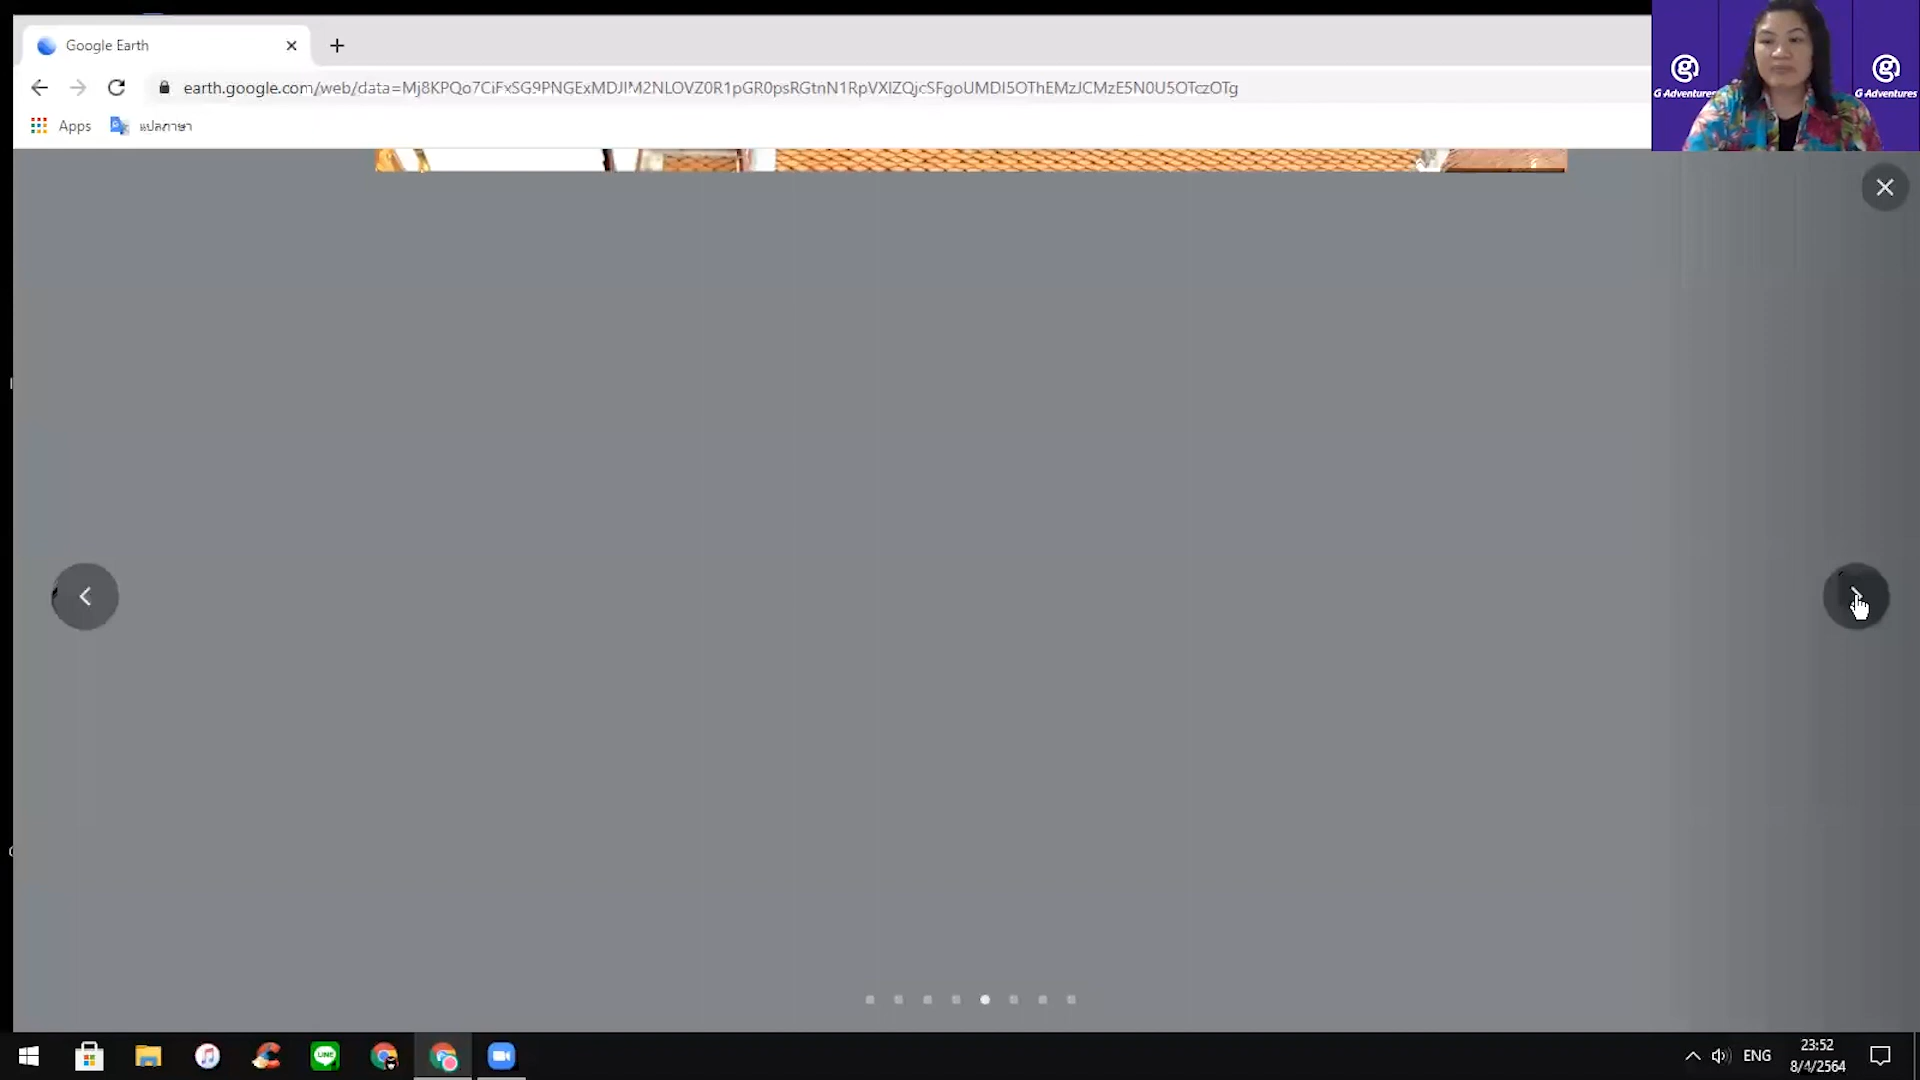 Google Earth
earth.google.com/web/data=Mj8KPQo7CiFxSG9PNGExMDJIM2NLOVZ0R1pGR0psRGtnN1RpVXlZQjcSFgoUMDI5OThEMzJCMzE5N0U5OTczOTg
Apps
แปลภาษา
G Adventures
G Adventures
LINE
ENG
23:52
8/4/2564